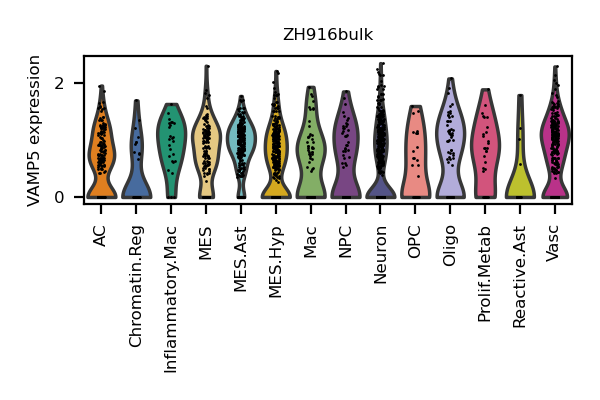 ZH916bulk
VAMP5 expression
2
0
AC
Chromatin.Reg
Inflammatory.Mac
MES
MES.Ast
MES.Hyp
Mac
NPC
Neuron
OPC
Oligo
Prolif.Metab
Reactive.Ast
Vasc